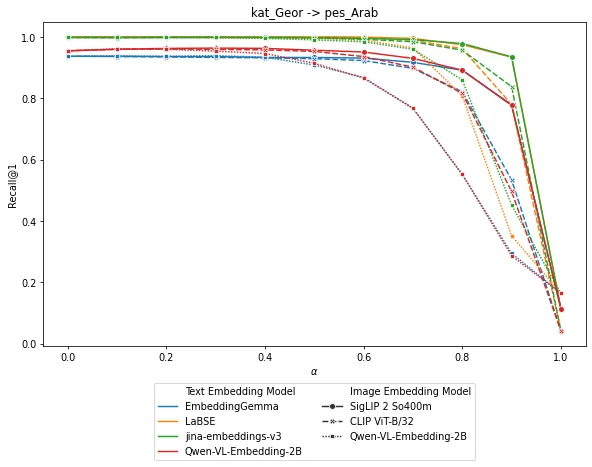 kat_Geor -> pes_Arab
Recall@1
1.0
0.8
0.6
0.4
0.2
0.0
0.0 0.2 0.4 0.6 0.8 1.0
α
Text Embedding Model
EmbeddingGemma
LaBSE
jina-embeddings-v3
Qwen-VL-Embedding-2B
Image Embedding Model
SigLIP 2 So400m
CLIP ViT-B/32
Qwen-VL-Embedding-2B